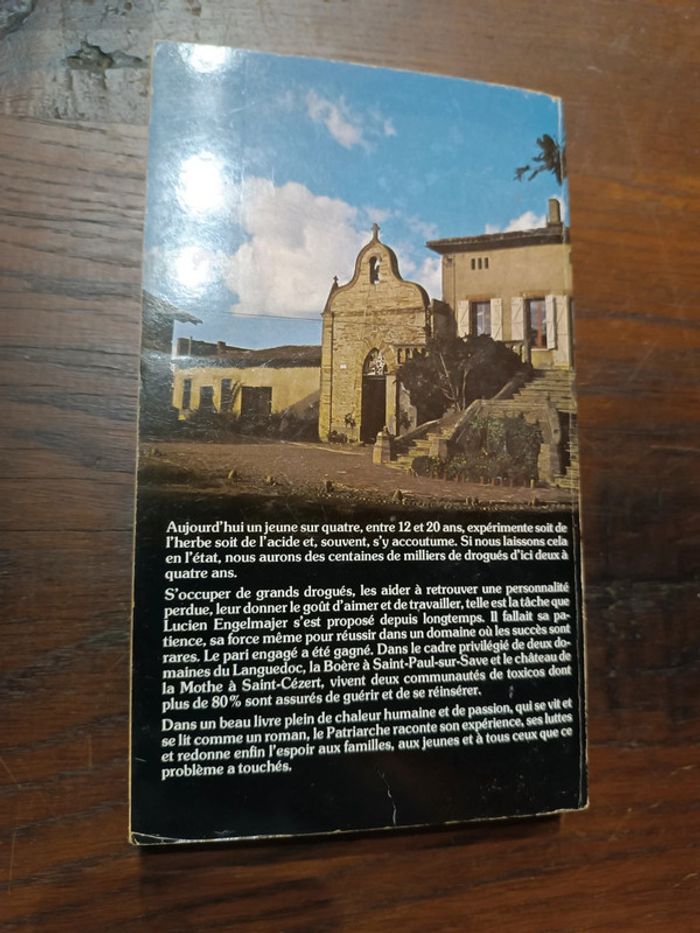 Aujourd'hui un jeune sur quatre, entre 12 et 20 ans, expérimente soit de
l'herbe soit de l'acide et, souvent, s'y accoutume. Si nous laissons cela
en l'état, nous aurons des centaines de milliers de drogués d'ici deux à
quatre ans.
S'occuper de grands drogués, les aider à retrouver une personnalité
perdue, leur donner le goût d'aimer et de travailler, telle est la tâche que
Lucien Engelmajer s'est proposé depuis longtemps. Il fallait sa pa-
tience, sa force même pour réussir dans un domaine où les succès sont
rares. Le pari engagé a été gagné. Dans le cadre privilégié de deux do-
maines du Languedoc, la Boère à Saint-Paul-sur-Save et le château de
la Mothe à Saint-Cézert, vivent deux communautés de toxicos dont
plus de 80% sont assurés de guérir et de se réinsérer.
Dans un beau livre plein de chaleur humaine et de passion, qui se vit et
se lit comme un roman, le Patriarche raconte son expérience, ses luttes
et redonne enfin l'espoir aux familles, aux jeunes et à tous ceux que ce
problème a touchés.